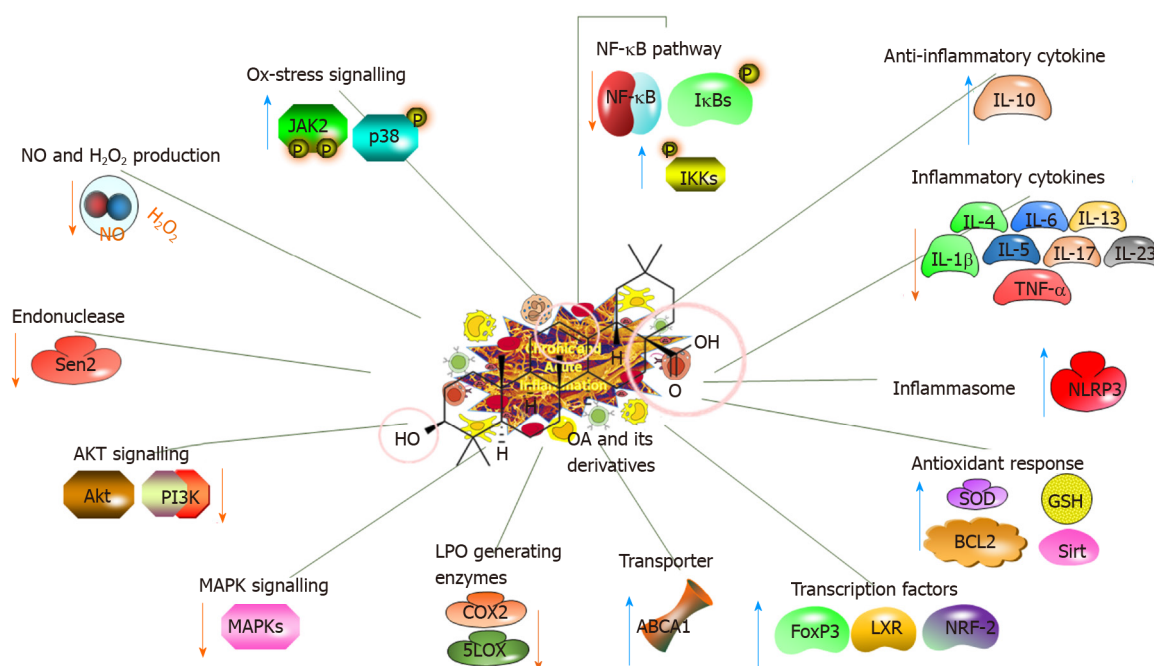 NF-κB pathway
NF-κB
IκBs
P
P
IKKs
Anti-inflammatory cytokine
IL-10
Ox-stress signalling
JAK2
P
P
p38
P
NO and H₂O₂ production
NO
H₂O₂
Inflammatory cytokines
IL-4
IL-6
IL-13
IL-1β
IL-5
IL-17
IL-23
TNF-α
Endonuclease
Sen2
Chronic and
Acute
Inflammation
H
OH
O
H
HO
H
OA and its
derivatives
Inflammasome
NLRP3
AKT signalling
Akt
PI3K
Antioxidant response
SOD
GSH
BCL2
Sirt
MAPK signalling
MAPKs
LPO generating
enzymes
COX2
5LOX
Transporter
ABCA1
Transcription factors
FoxP3
LXR
NRF-2